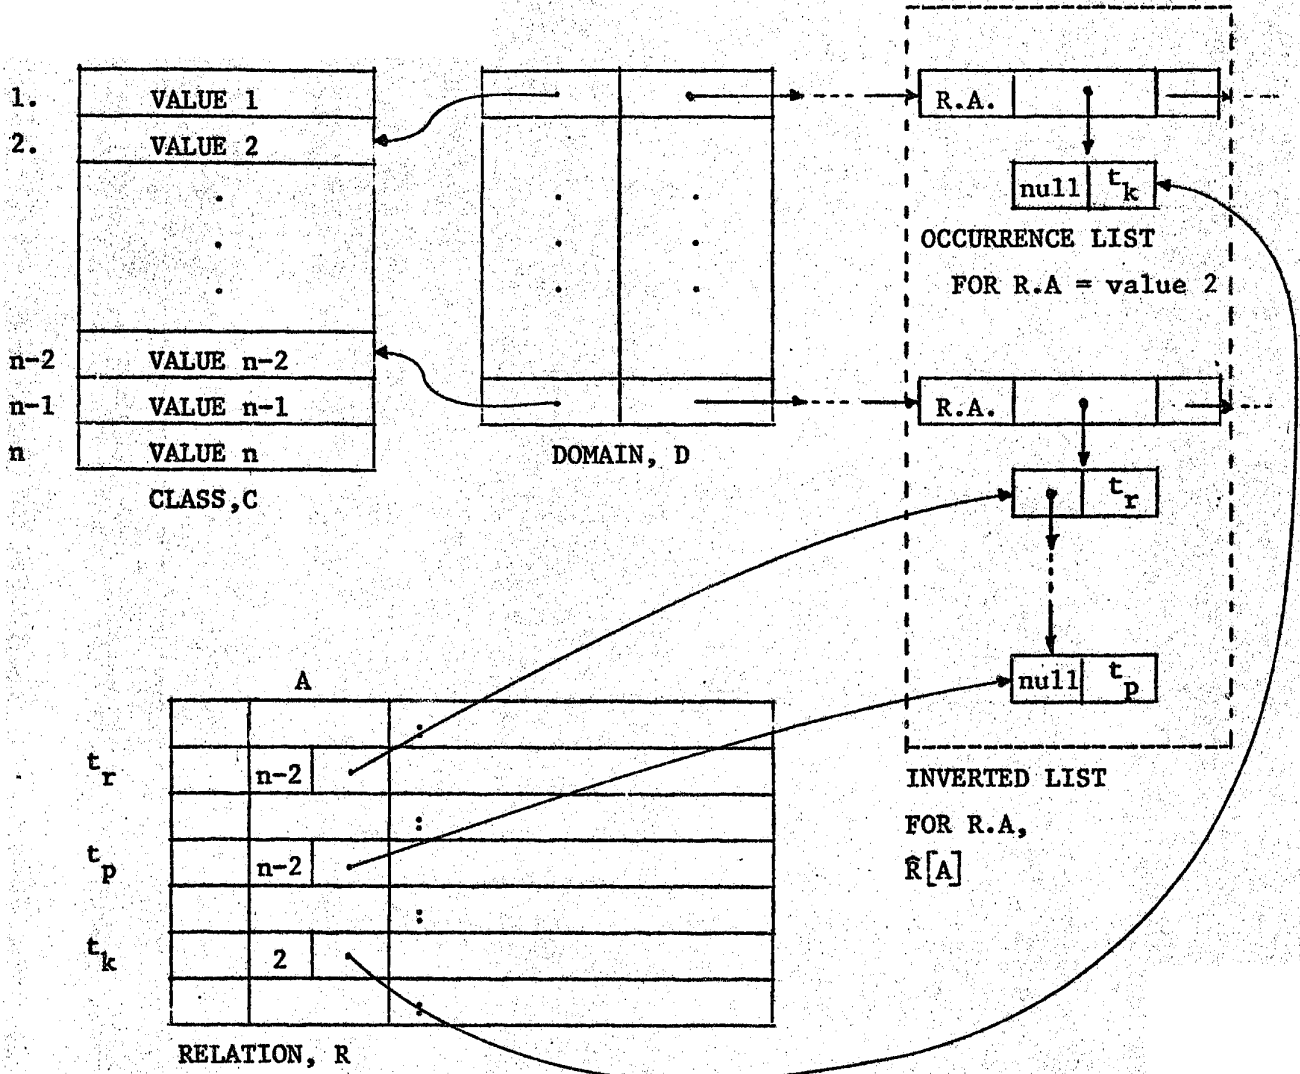 1. VALUE 1
2. VALUE 2
n-2 VALUE n-2
n-1 VALUE n-1
n VALUE n
CLASS,C
DOMAIN, D
R.A.
null t_k
OCCURRENCE LIST
FOR R.A = value 2
R.A.
t_r
null t_p
INVERTED LIST
FOR R.A,
R̂[A]
A
t_r n-2
t_p n-2
t_k 2
RELATION, R